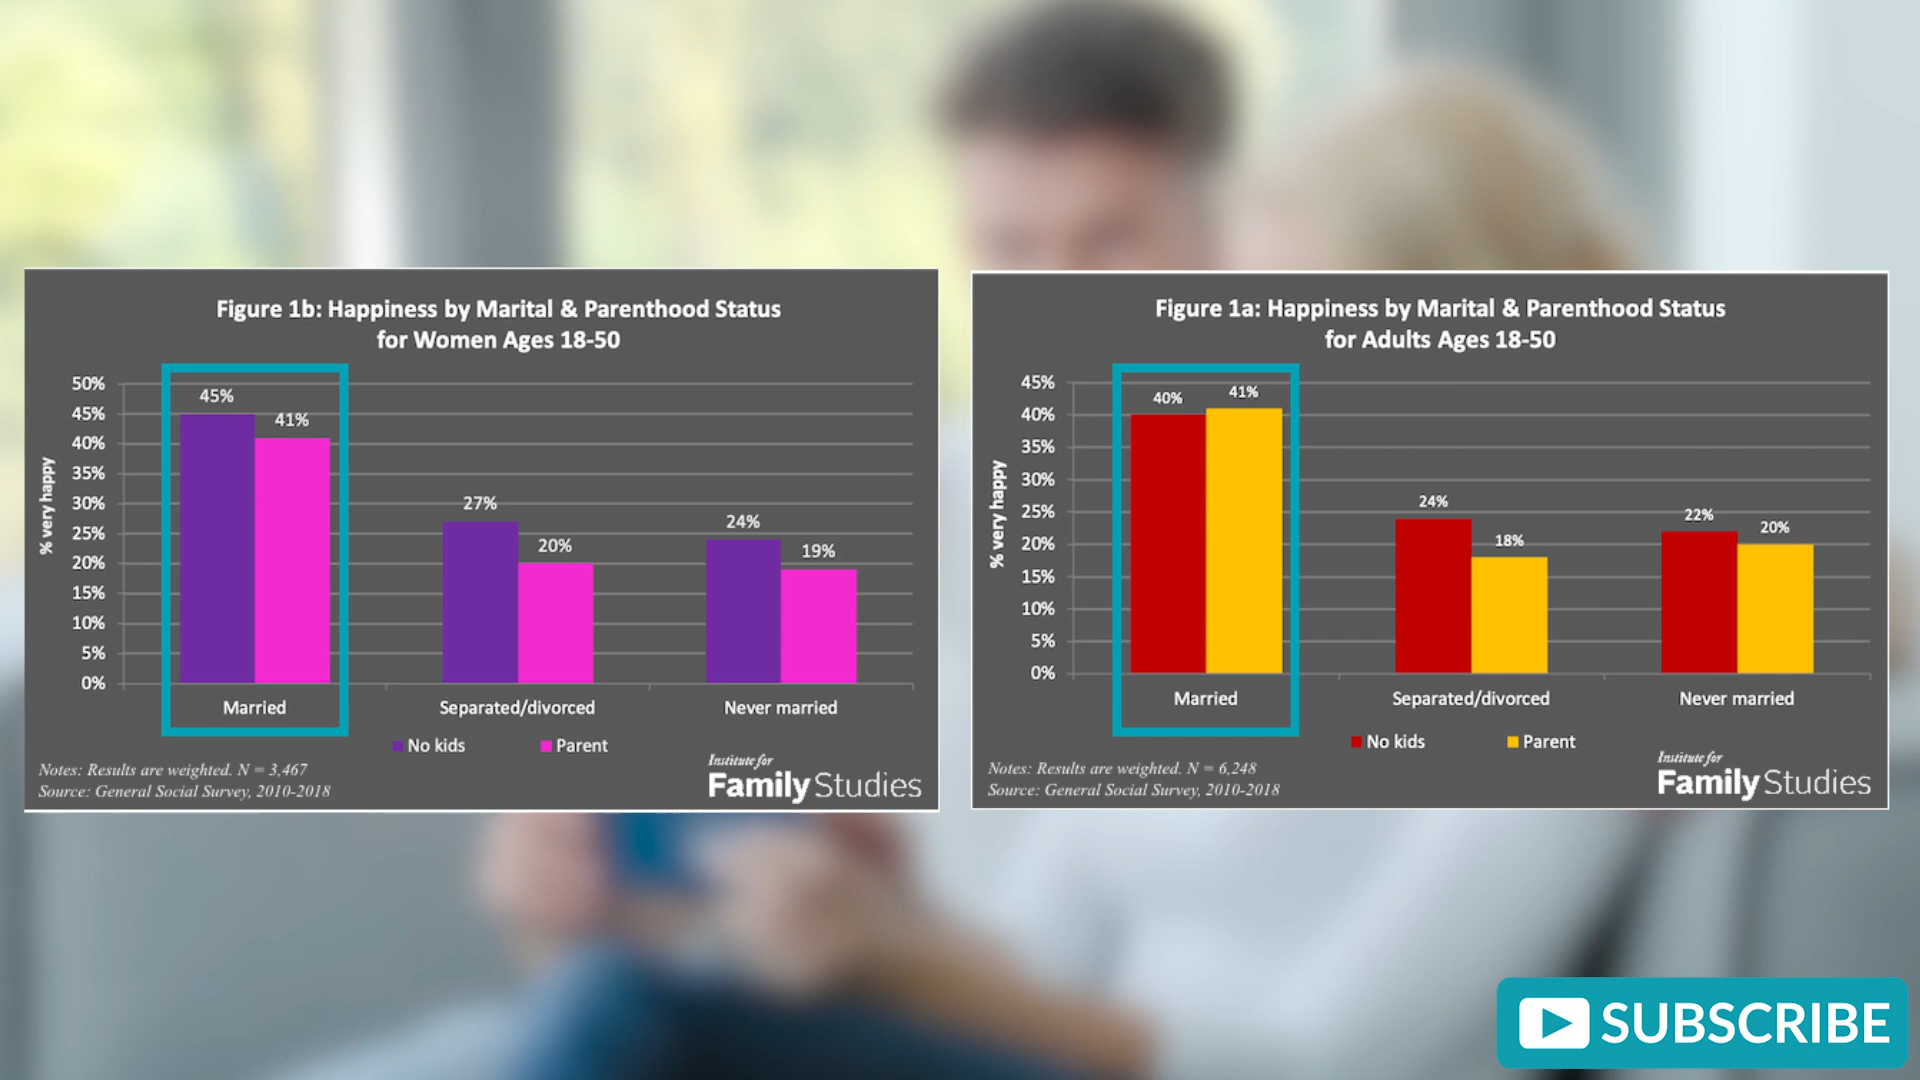 Figure 1b: Happiness by Marital & Parenthood Status
for Women Ages 18-50
% very happy
50%
45%
40%
35%
30%
25%
20%
15%
10%
5%
0%
45%
41%
27%
20%
24%
19%
Married
Separated/divorced
Never married
No kids
Parent
Notes: Results are weighted. N = 3,467
Source: General Social Survey, 2010-2018
Institute for
Family Studies
Figure 1a: Happiness by Marital & Parenthood Status
for Adults Ages 18-50
% very happy
45%
40%
35%
30%
25%
20%
15%
10%
5%
0%
40%
41%
24%
18%
22%
20%
Married
Separated/divorced
Never married
No kids
Parent
Notes: Results are weighted. N = 6,248
Source: General Social Survey, 2010-2018
Institute for
Family Studies
SUBSCRIBE